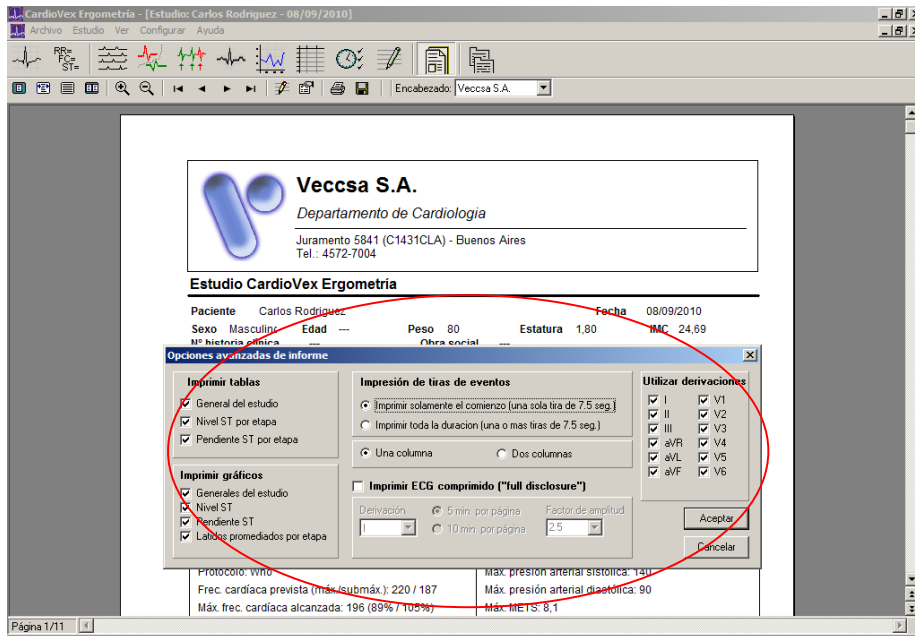 CardioVex Ergometría - [Estudio: Carlos Rodriguez - 08/09/2010]
Archivo Estudio Ver Configurar Ayuda
RR=
FC=
ST=
Encabezado: Veccsa S.A.
Veccsa S.A.
Departamento de Cardiologia
Juramento 5841 (C1431CLA) - Buenos Aires
Tel.: 4572-7004
Estudio CardioVex Ergometría
Paciente Carlos Rodriguez Fecha 08/09/2010
Sexo Masculino Edad --- Peso 80 Estatura 1,80 IMC 24,69
Nº historia clínica --- Obra social ---
Opciones avanzadas de informe
Imprimir tablas
General del estudio
Nivel ST por etapa
Pendiente ST por etapa
Imprimir gráficos
Generales del estudio
Nivel ST
Pendiente ST
Latidos promediados por etapa
Impresión de tiras de eventos
Imprimir solamente el comienzo (una sola tira de 7.5 seg.)
Imprimir toda la duracion (una o mas tiras de 7.5 seg.)
Una columna Dos columnas
Imprimir ECG comprimido ("full disclosure")
Derivación 5 min. por página Factor de amplitud
I 10 min. por página 2.5
Utilizar derivaciones
I V1
II V2
III V3
aVR V4
aVL V5
aVF V6
Aceptar
Cancelar
Protocolo: Who Máx. presión arterial sistólica: 140
Frec. cardíaca prevista (máx./submáx.): 220 / 187 Máx. presión arterial diastólica: 90
Máx. frec. cardíaca alcanzada: 196 (89% / 105%) Máx. METS: 8,1
Página 1/11